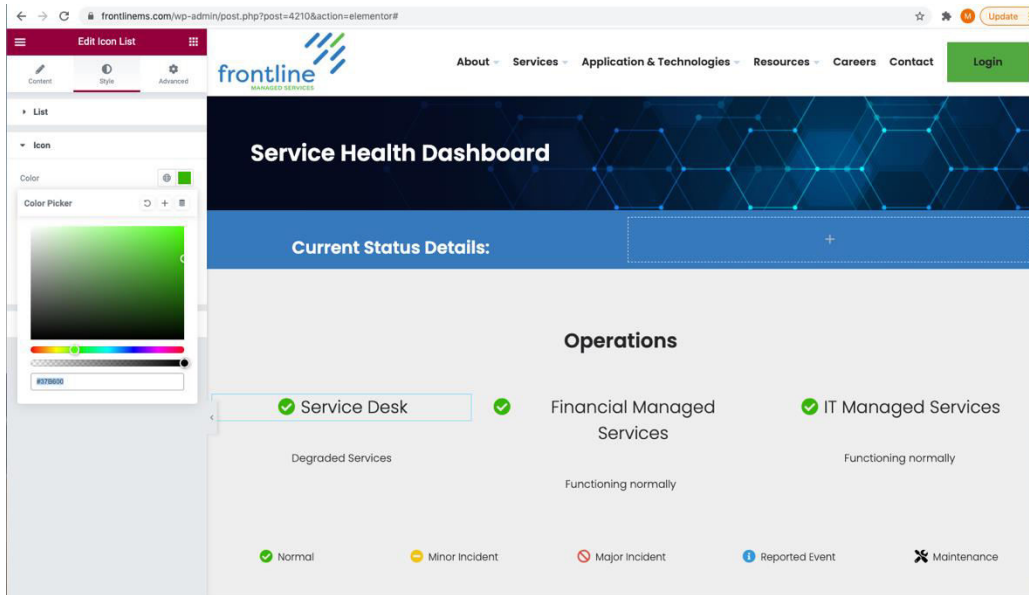 frontlinems.com/wp-admin/post.php?post=4210&action=elementor#
M
Update
Edit Icon List
Content Style Advanced
List
Icon
Color
Color Picker
#37B600
frontline
MANAGED SERVICES
About Services Application & Technologies Resources Careers Contact Login
Service Health Dashboard
Current Status Details:
Operations
Service Desk
Degraded Services
Financial Managed
Services
Functioning normally
IT Managed Services
Functioning normally
Normal Minor Incident Major Incident Reported Event Maintenance